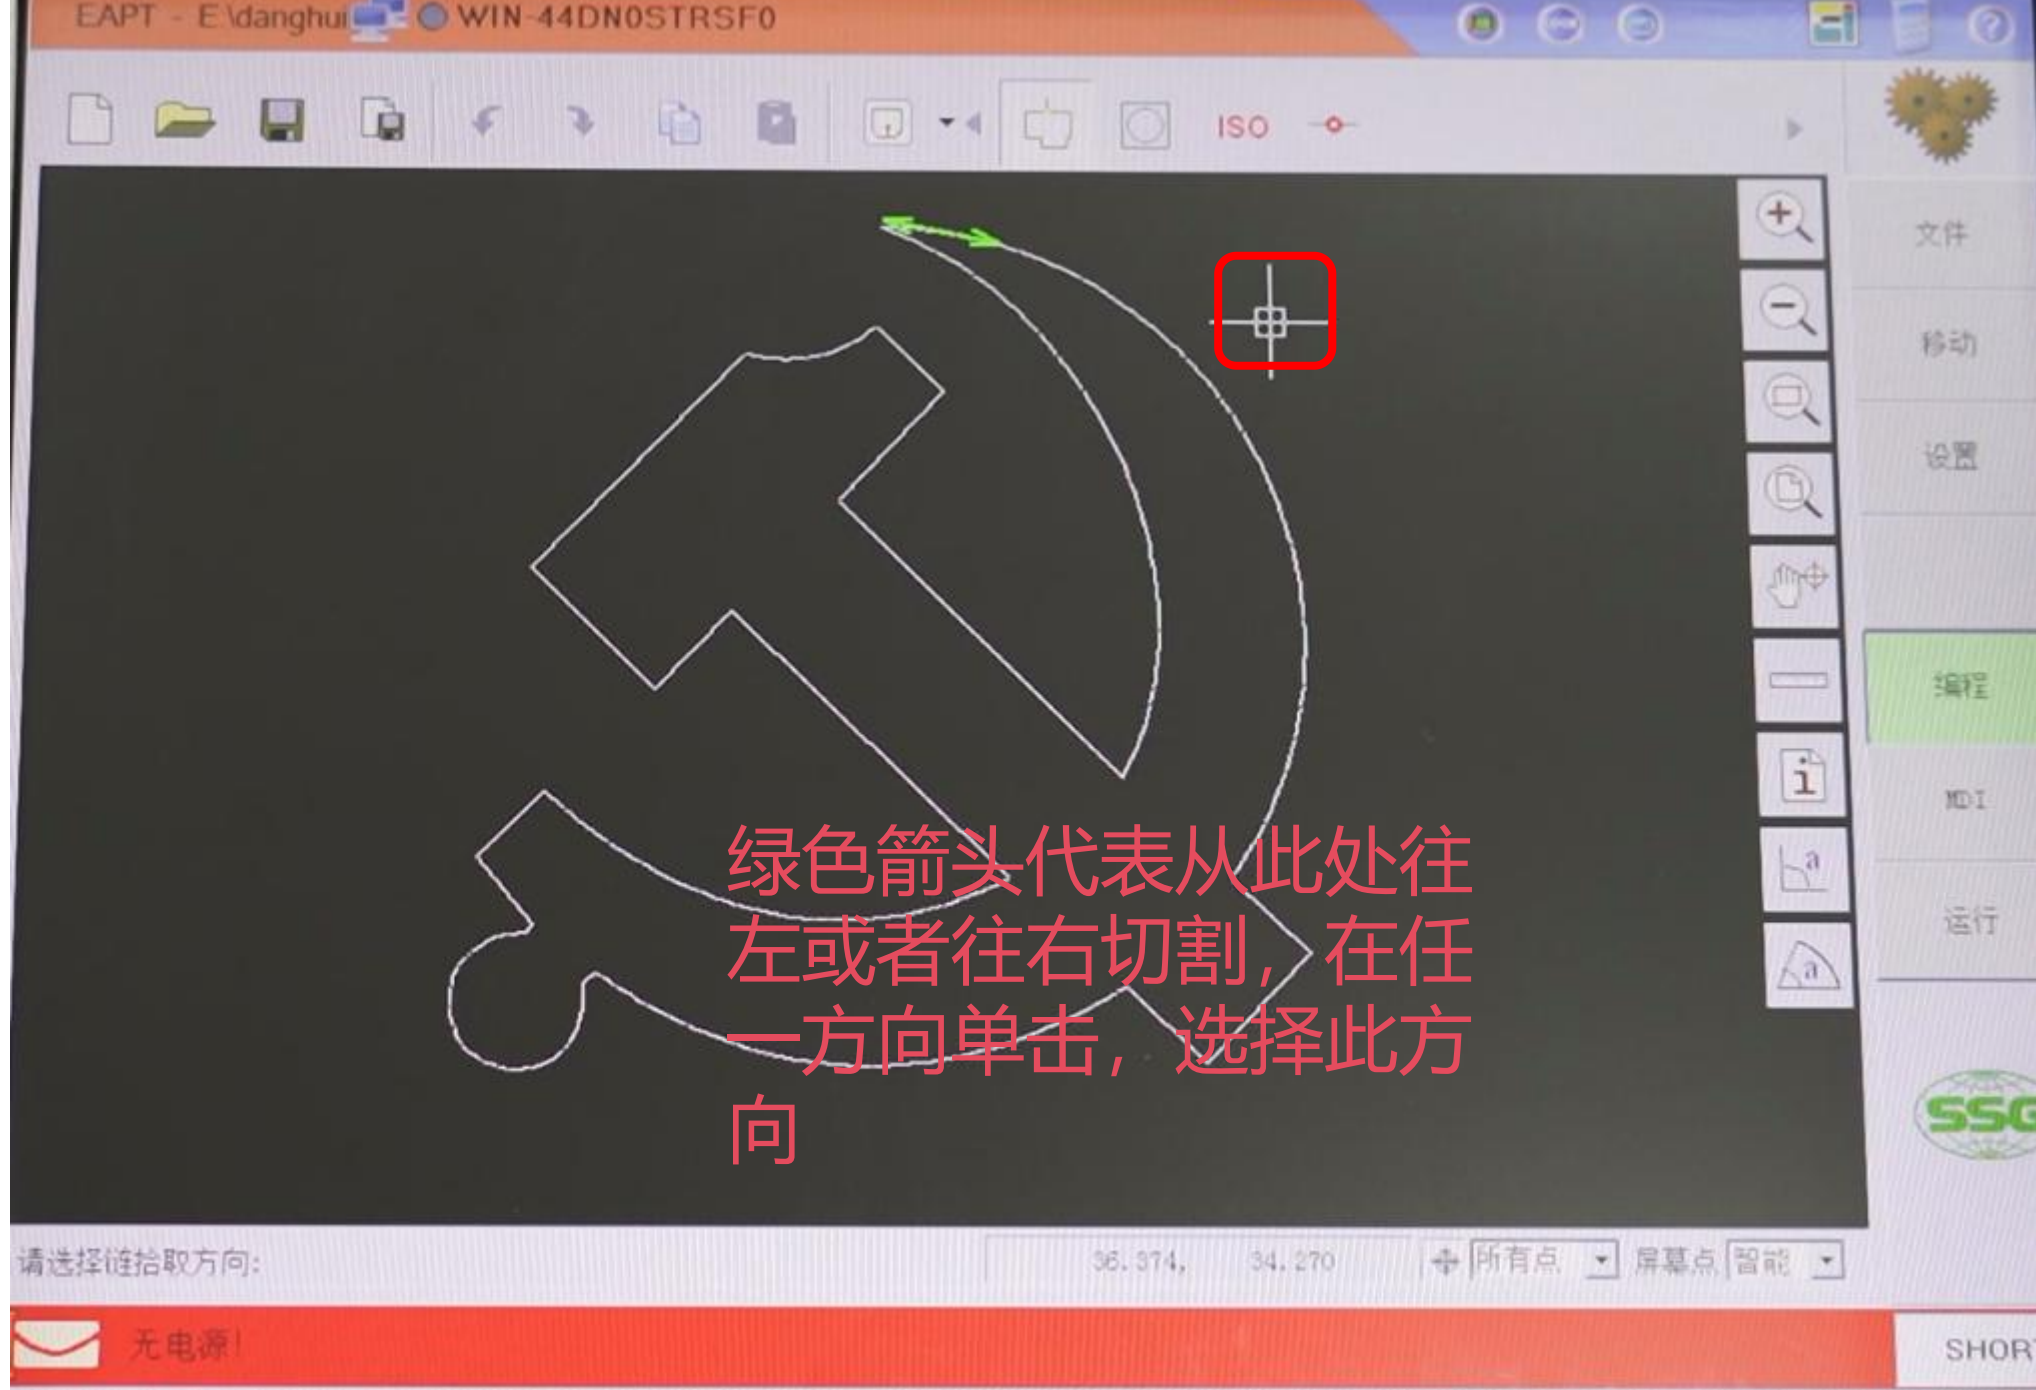 EAPT - E:\danghui WIN-44DN0STRSF0
ISO
文件
移动
设置
编程
MDI
运行
a
a
绿色箭头代表从此处往
左或者往右切割，在任
一方向单击，选择此方
向
SSG
请选择链拾取方向:
36.374, 34.270
所有点
屏幕点
智能
无电源!
SHOR